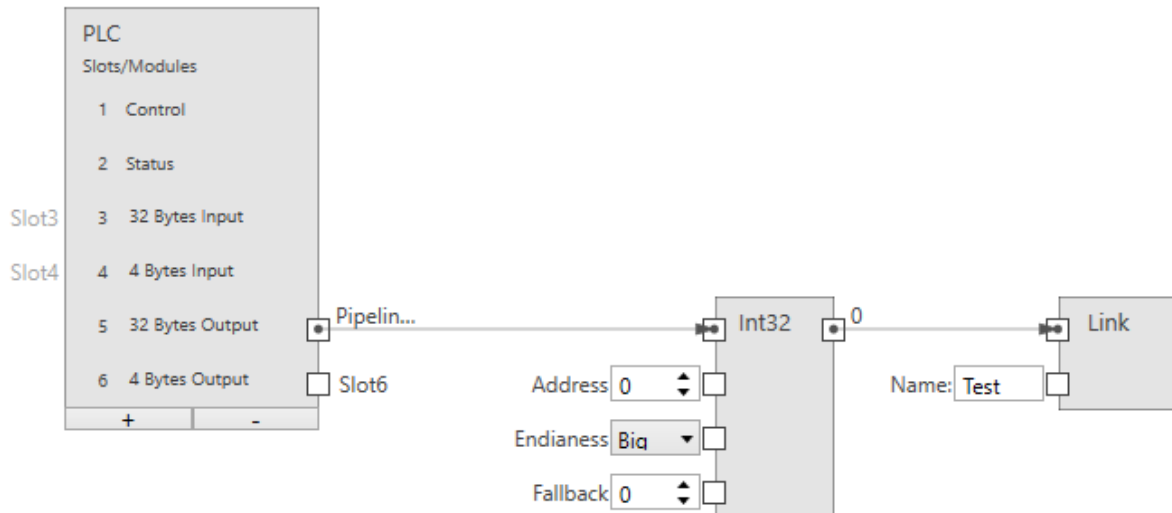 PLC
Slots/Modules
1 Control
2 Status
Slot3 3 32 Bytes Input
Slot4 4 4 Bytes Input
5 32 Bytes Output Pipelin... Int32 0 Link
6 4 Bytes Output Slot6 Address 0 Name: Test
+ -
Endianess Big
Fallback 0